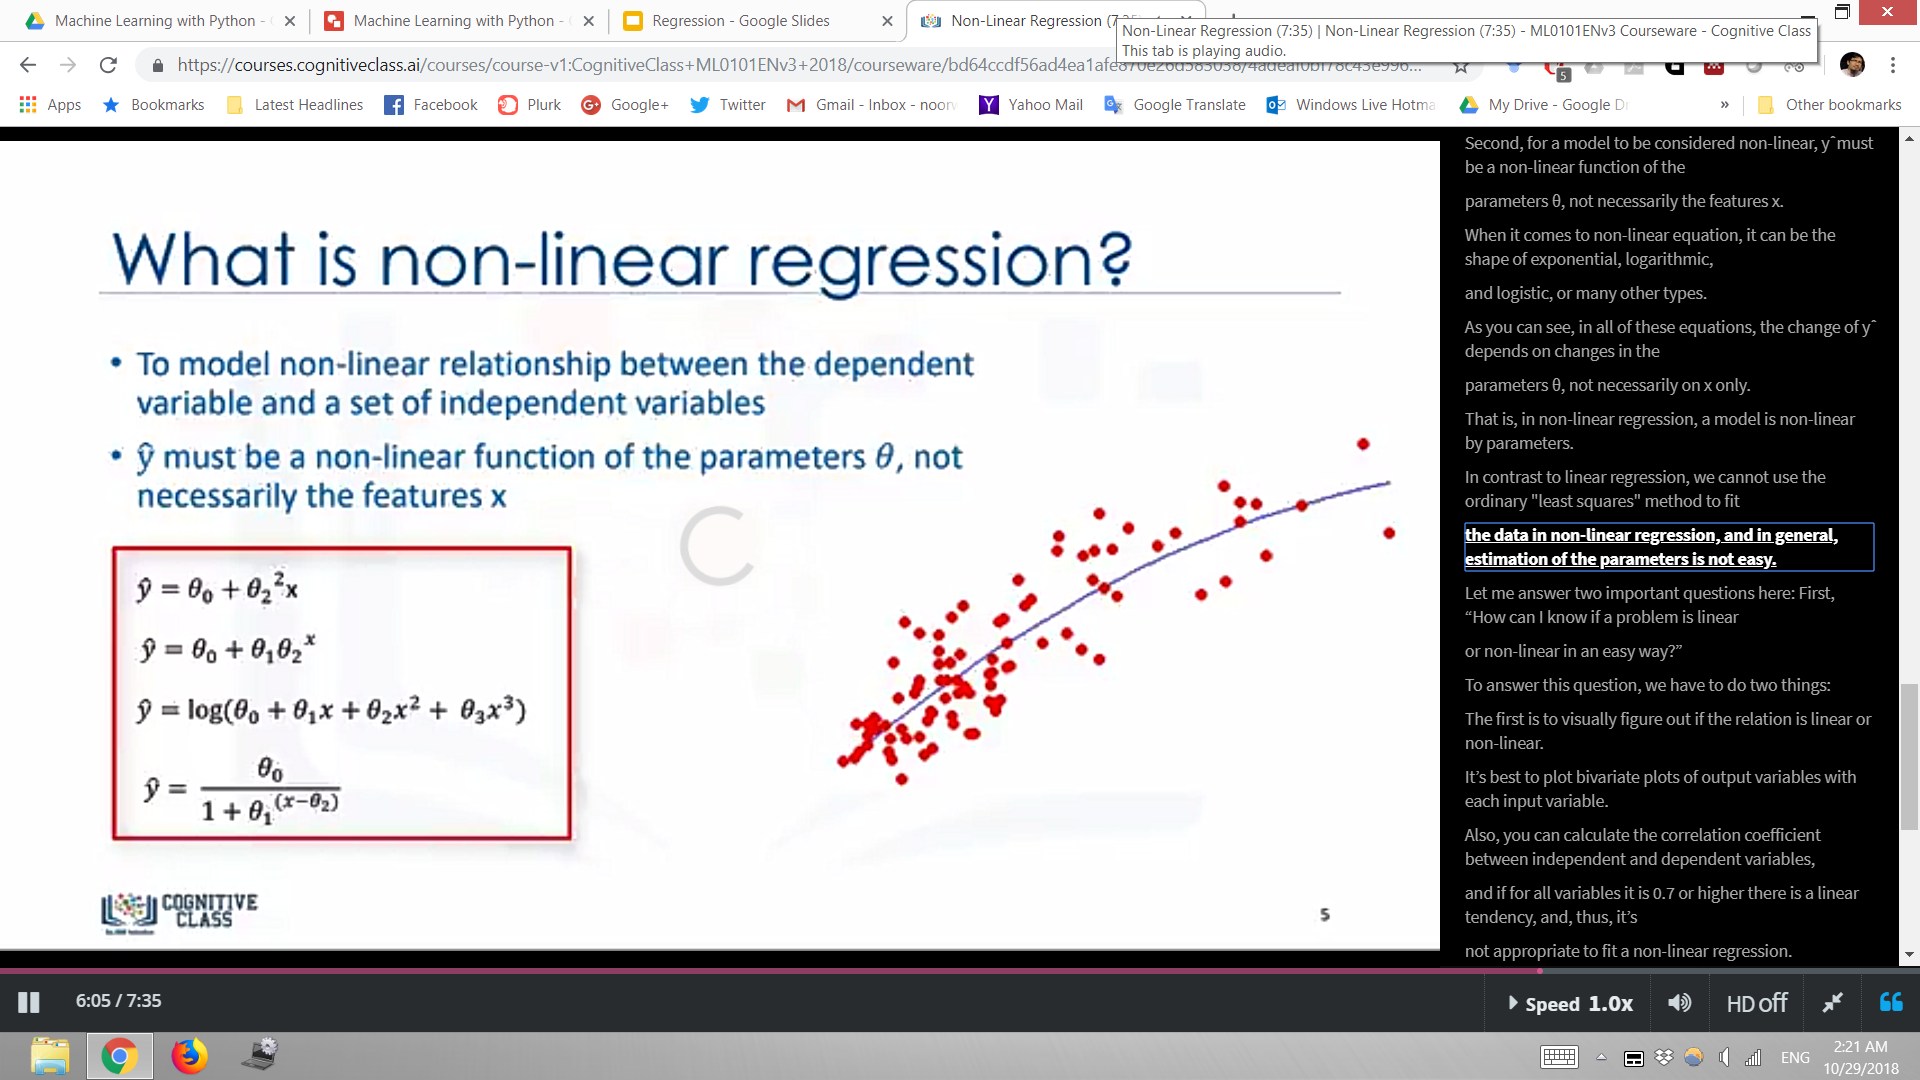 Machine Learning with Python -
Machine Learning with Python -
Regression - Google Slides
Non-Linear Regression
Non-Linear Regression (7:35) | Non-Linear Regression (7:35) - ML0101ENv3 Courseware - Cognitive Class
This tab is playing audio.
https://courses.cognitiveclass.ai/courses/course-v1:CognitiveClass+ML0101ENv3+2018/courseware/
5
Apps
Bookmarks
Latest Headlines
Facebook
Plurk
Google+
Twitter
Gmail - Inbox - noor
Yahoo Mail
Google Translate
Windows Live Hotma
My Drive - Google Dr
»
Other bookmarks
What is non-linear regression?
• To model non-linear relationship between the dependent
variable and a set of independent variables
• ŷ must be a non-linear function of the parameters θ, not
necessarily the features x
ŷ = θ₀ + θ₂²x
ŷ = θ₀ + θ₁θ₂ˣ
ŷ = log(θ₀ + θ₁x + θ₂x² + θ₃x³)
ŷ = θ₀ / (1 + θ₁^(x−θ₂))
COGNITIVE
CLASS
5
Second, for a model to be considered non-linear, yˆ must
be a non-linear function of the
parameters θ, not necessarily the features x.
When it comes to non-linear equation, it can be the
shape of exponential, logarithmic,
and logistic, or many other types.
As you can see, in all of these equations, the change of yˆ
depends on changes in the
parameters θ, not necessarily on x only.
That is, in non-linear regression, a model is non-linear
by parameters.
In contrast to linear regression, we cannot use the
ordinary "least squares" method to fit
the data in non-linear regression, and in general,
estimation of the parameters is not easy.
Let me answer two important questions here: First,
“How can I know if a problem is linear
or non-linear in an easy way?”
To answer this question, we have to do two things:
The first is to visually figure out if the relation is linear or
non-linear.
It’s best to plot bivariate plots of output variables with
each input variable.
Also, you can calculate the correlation coefficient
between independent and dependent variables,
and if for all variables it is 0.7 or higher there is a linear
tendency, and, thus, it’s
not appropriate to fit a non-linear regression.
6:05 / 7:35
Speed 1.0x
HD off
ENG
2:21 AM
10/29/2018